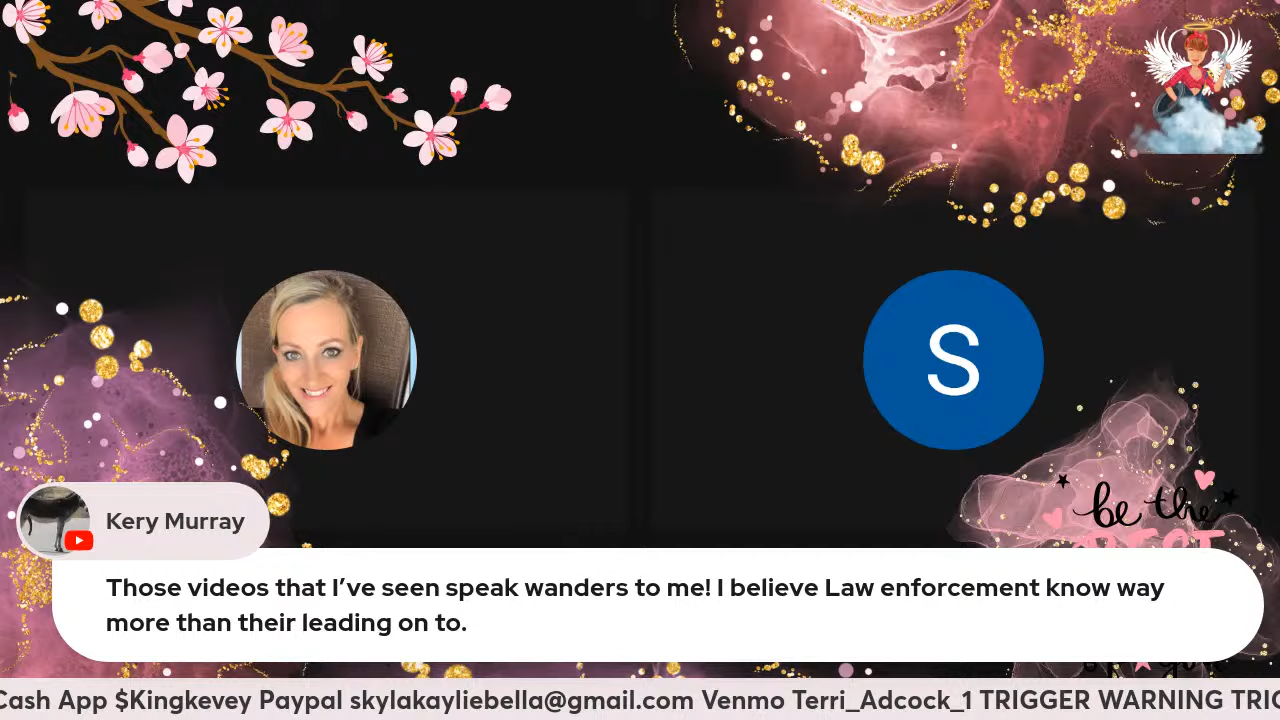 S
be the
Kery Murray
Those videos that I’ve seen speak wanders to me! I believe Law enforcement know way
more than their leading on to.
Cash App $Kingkevey Paypal skylakayliebella@gmail.com Venmo Terri_Adcock_1 TRIGGER WARNING